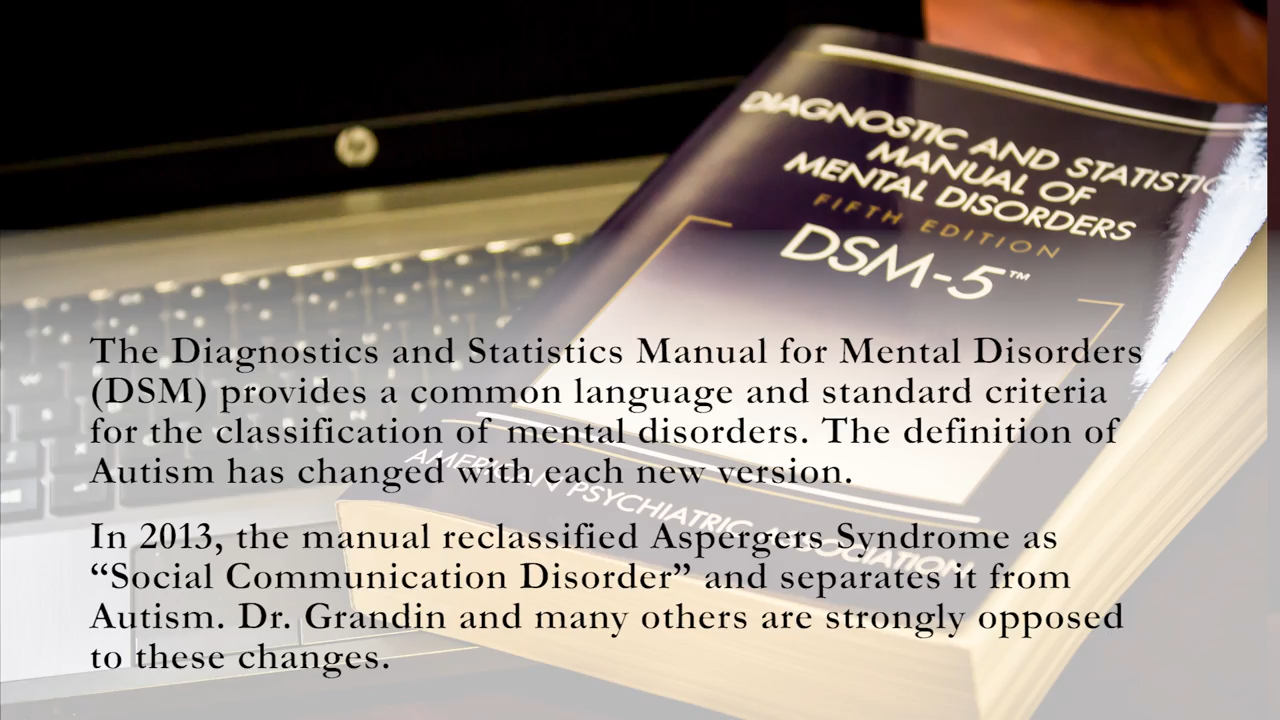 DIAGNOSTIC AND STATISTICAL
MANUAL OF
MENTAL DISORDERS
FIFTH EDITION
DSM-5™
AMERICAN PSYCHIATRIC ASSOCIATION
The Diagnostics and Statistics Manual for Mental Disorders
(DSM) provides a common language and standard criteria
for the classification of mental disorders. The definition of
Autism has changed with each new version.
In 2013, the manual reclassified Aspergers Syndrome as
“Social Communication Disorder” and separates it from
Autism. Dr. Grandin and many others are strongly opposed
to these changes.